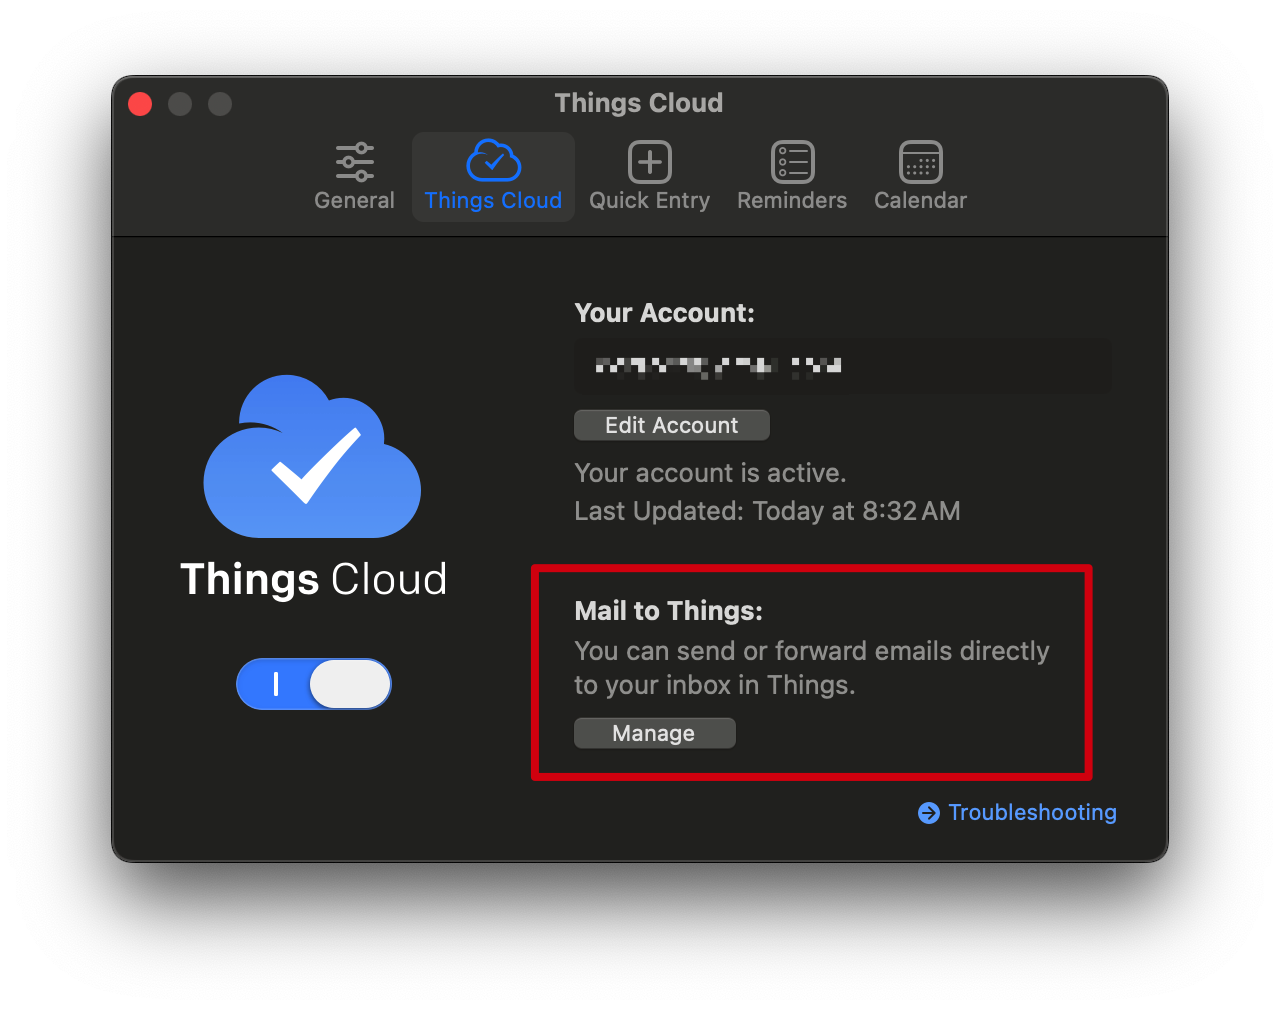 Things Cloud
General
Things Cloud
Quick Entry
Reminders
Calendar
Your Account:
Edit Account
Your account is active.
Last Updated: Today at 8:32 AM
Things Cloud
Mail to Things:
You can send or forward emails directly
to your inbox in Things.
Manage
Troubleshooting